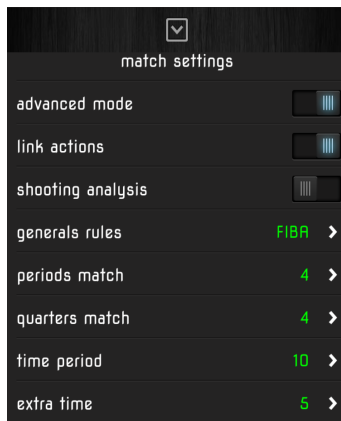 match settings
advanced mode
link actions
shooting analysis
generals rules FIBA
periods match 4
quarters match 4
time period 10
extra time 5